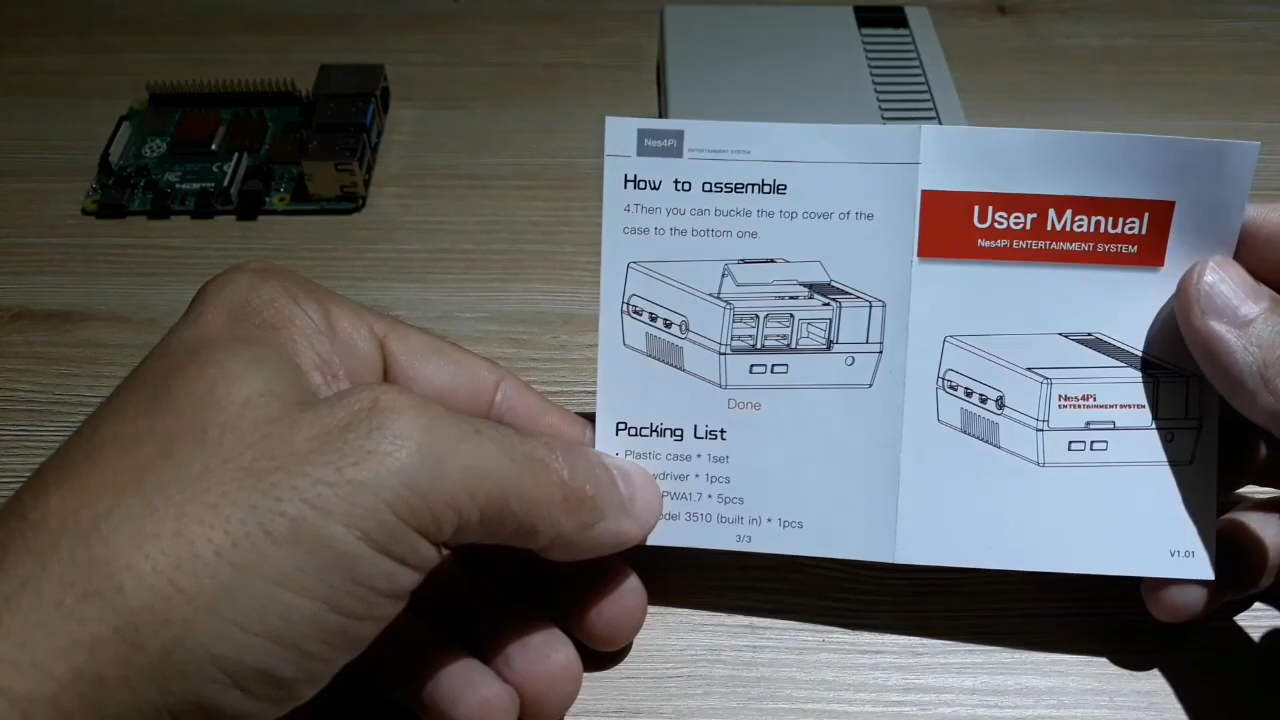 Nes4Pi
ENTERTAINMENT SYSTEM
How to assemble
4.Then you can buckle the top cover of the
case to the bottom one.
Done
Packing List
• Plastic case * 1set
* 1pcs
PWA1.7 * 5pcs
3510 (built in) * 1pcs
3/3
User Manual
Nes4Pi ENTERTAINMENT SYSTEM
Nes4Pi
ENTERTAINMENT SYSTEM
V1.01